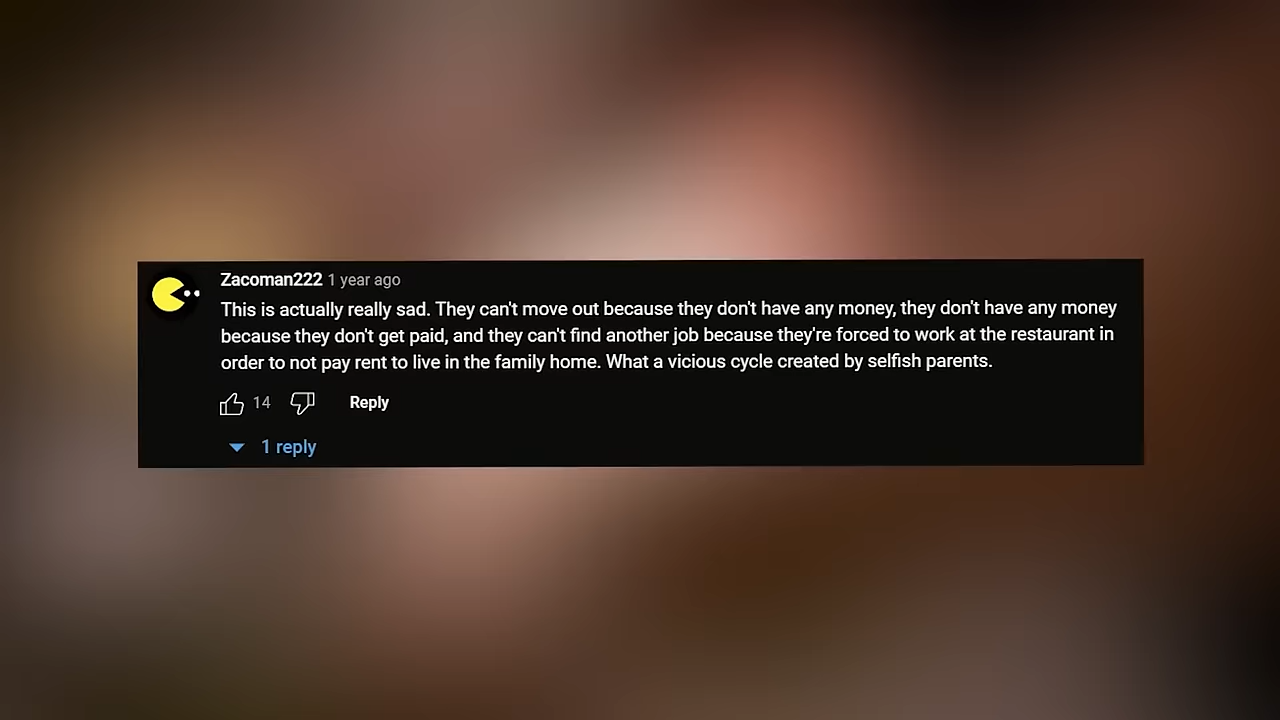 Zacoman222 1 year ago
This is actually really sad. They can't move out because they don't have any money, they don't have any money
because they don't get paid, and they can't find another job because they're forced to work at the restaurant in
order to not pay rent to live in the family home. What a vicious cycle created by selfish parents.
14 Reply
1 reply